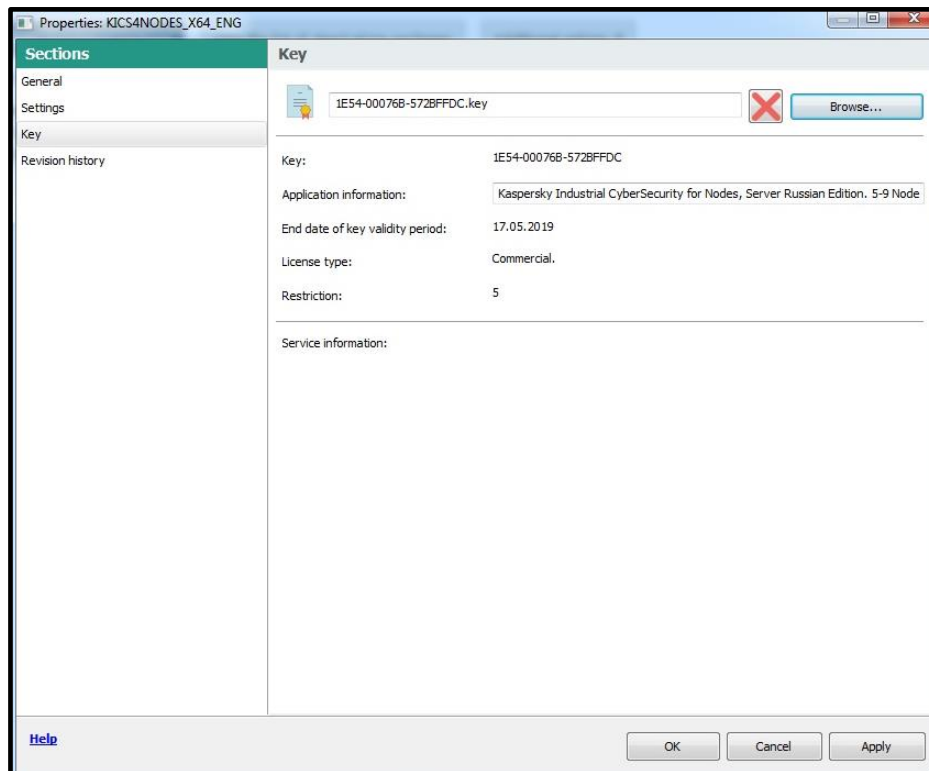 Properties: KICS4NODES_X64_ENG
Sections
General
Settings
Key
Revision history
Key
1E54-00076B-572BFFDC.key
Browse...
Key: 1E54-00076B-572BFFDC
Application information: Kaspersky Industrial CyberSecurity for Nodes, Server Russian Edition. 5-9 Node
End date of key validity period: 17.05.2019
License type: Commercial.
Restriction: 5
Service information:
Help
OK Cancel Apply